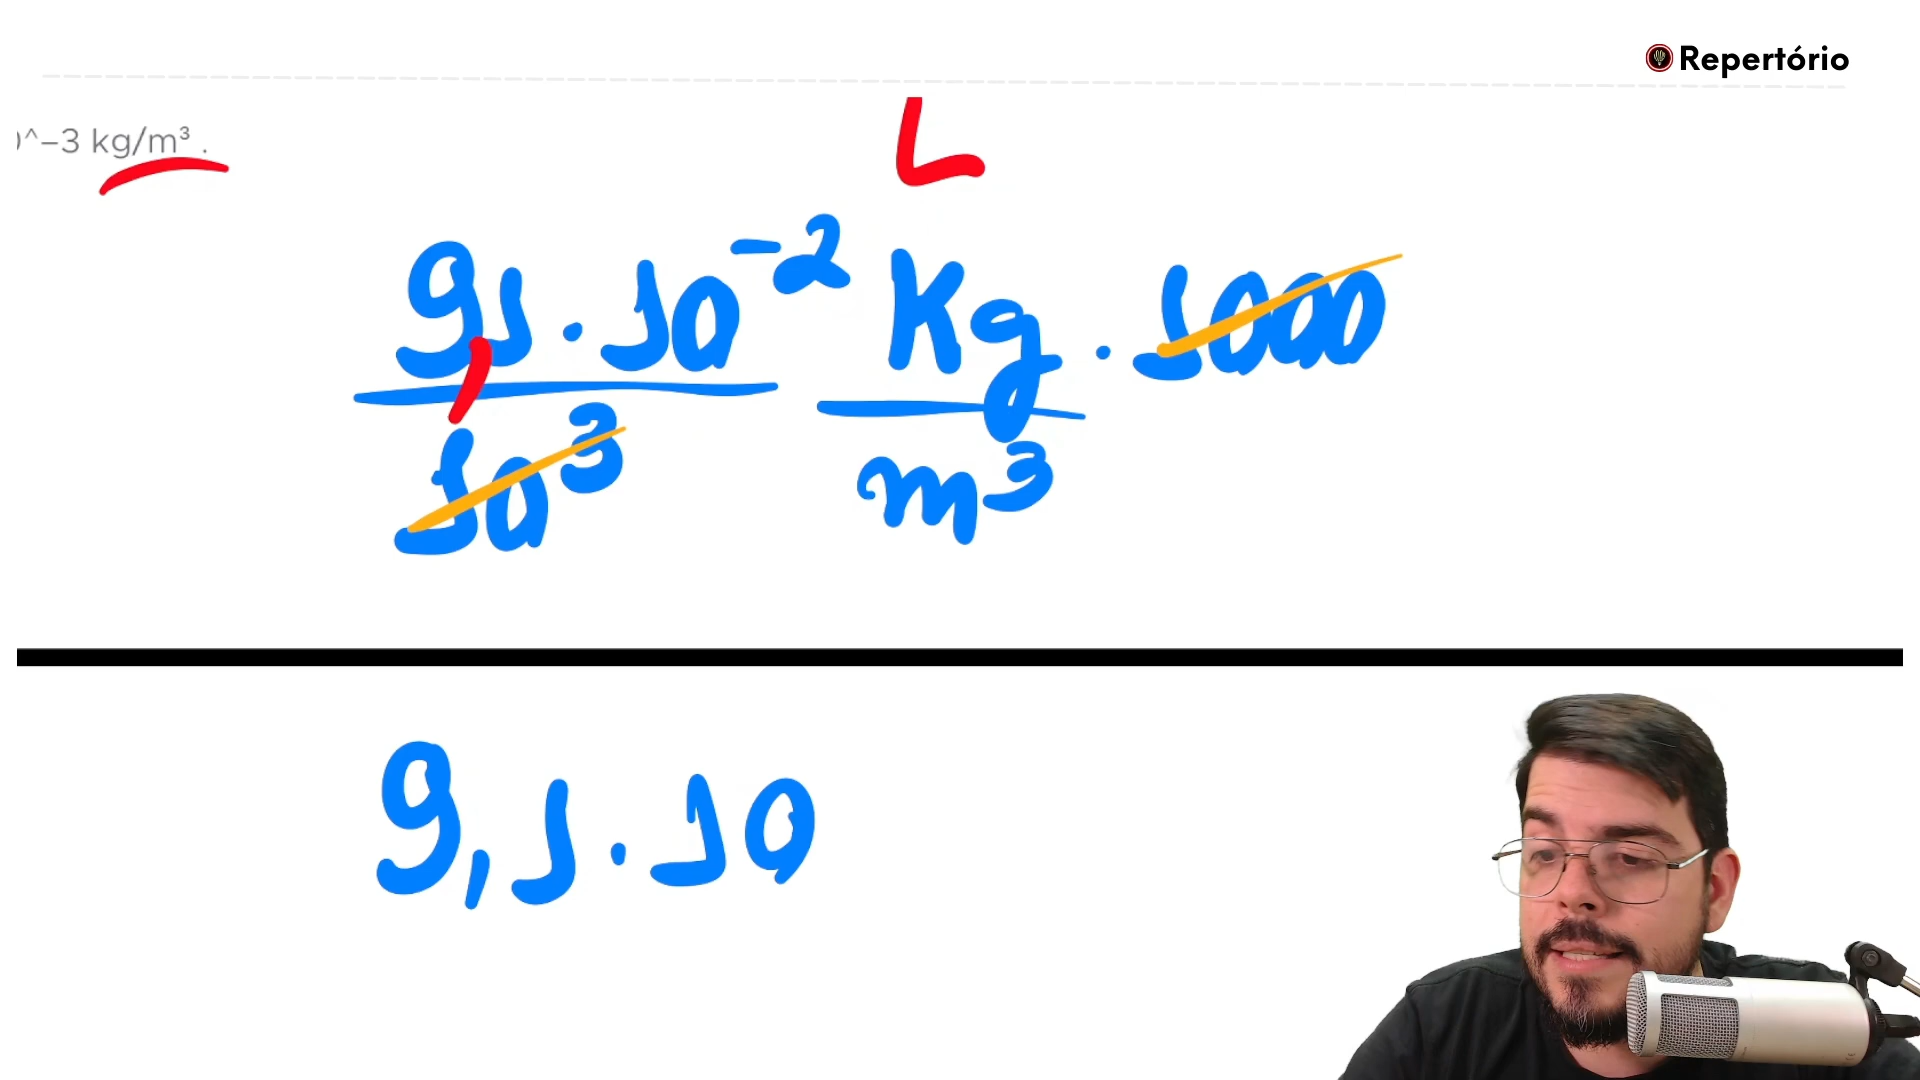 Repertório
^−3 kg/m³ .
L
91 · 10⁻² Kg · 1000
, 
10³ m³
9,1 · 10